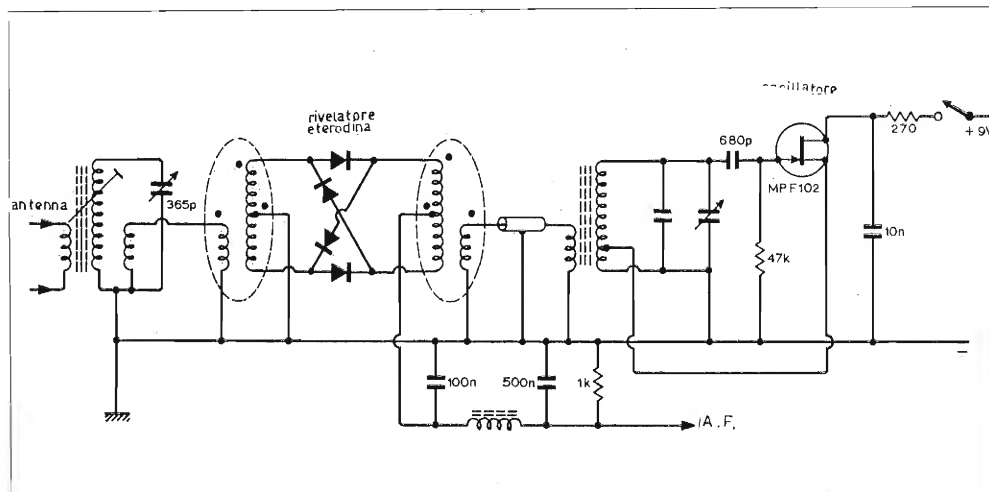 antenna
365p
rivelatore
eterodina
oscillatore
680p
MPF102
270
+ 9V
47k
10n
100n
500n
1k
A.F.
−